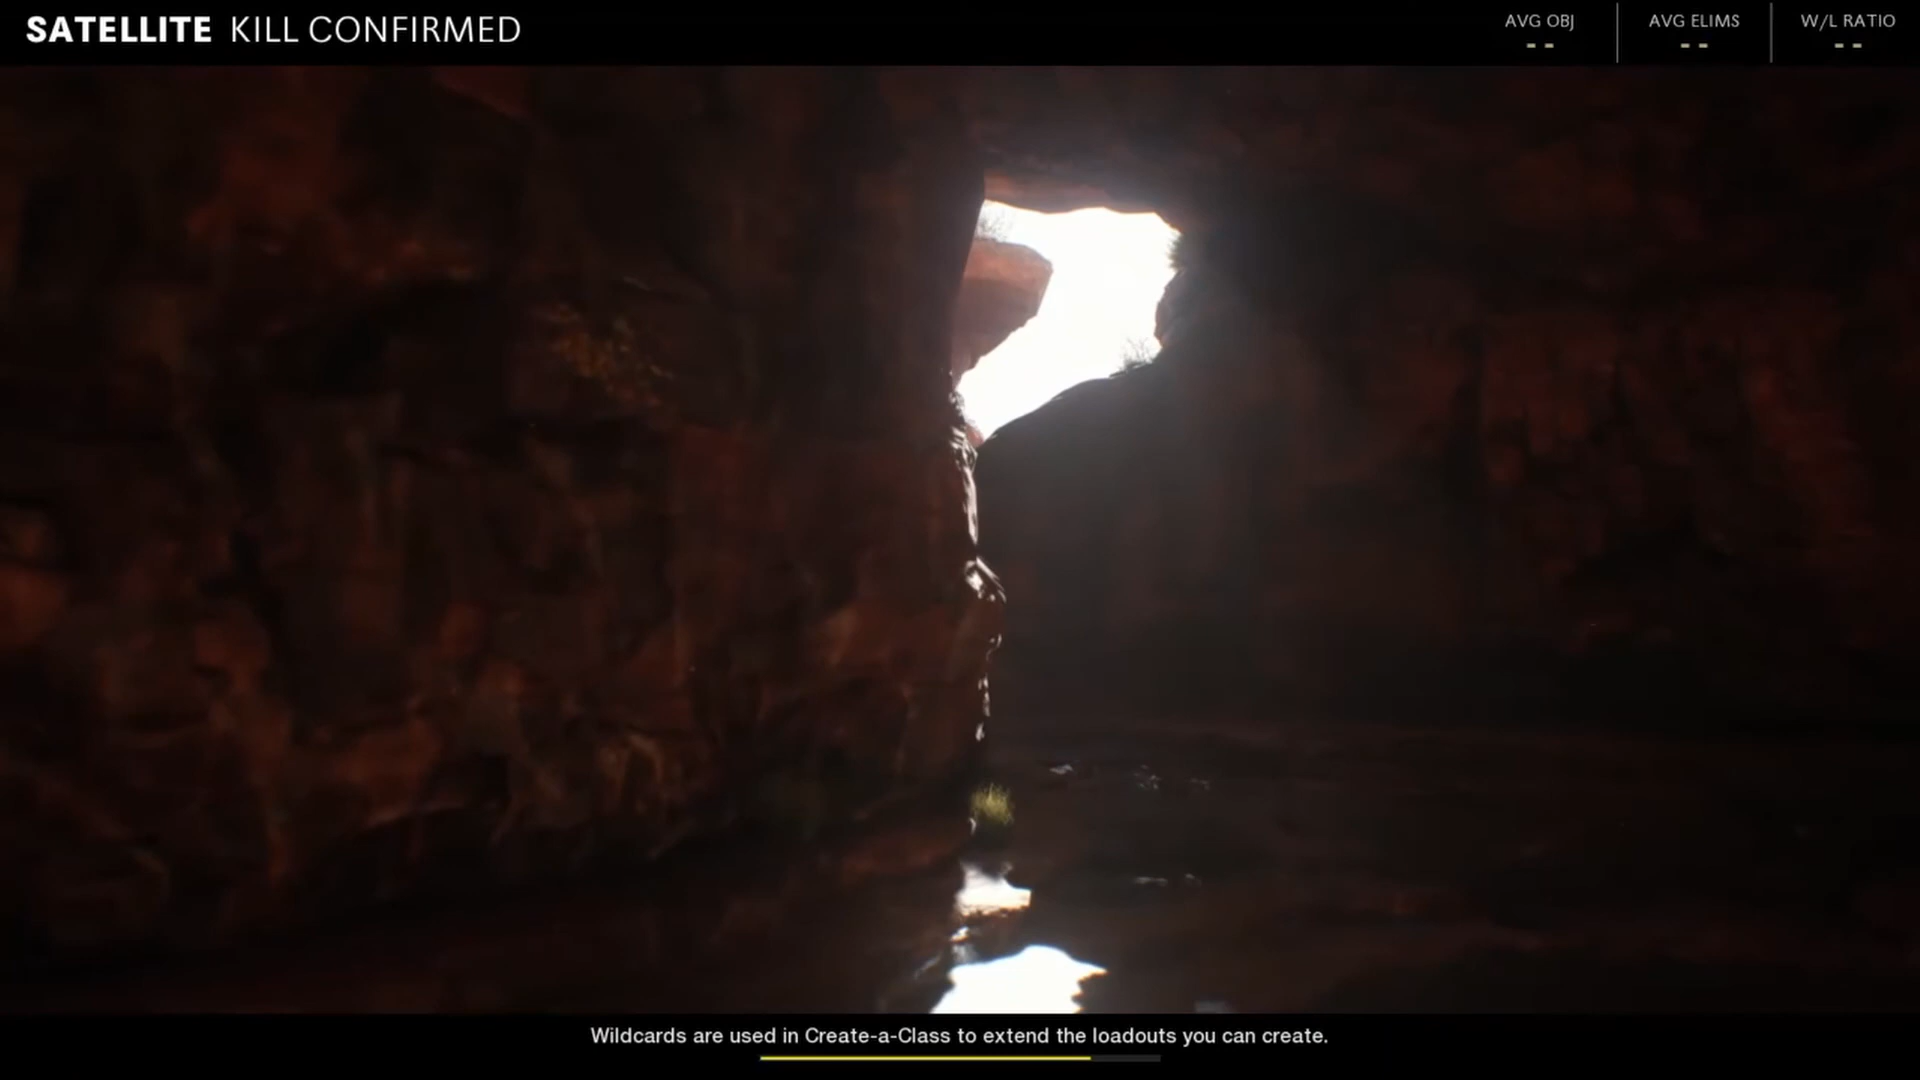 SATELLITE KILL CONFIRMED
AVG OBJ
--
AVG ELIMS
--
W/L RATIO
--
Wildcards are used in Create-a-Class to extend the loadouts you can create.